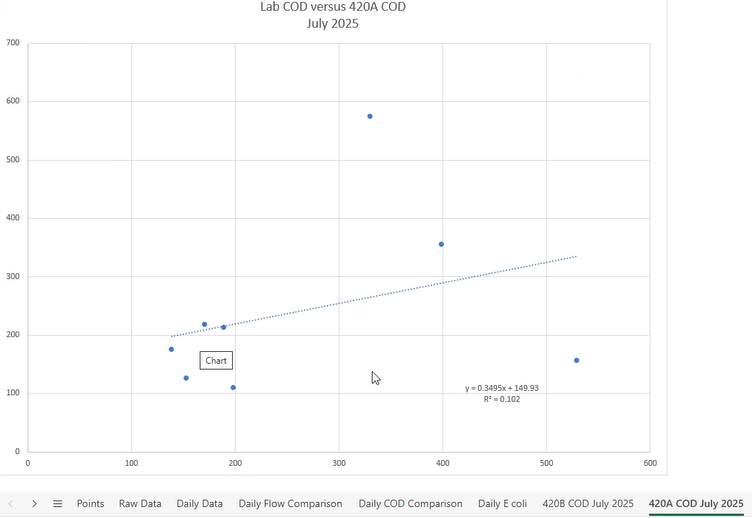 Lab COD versus 420A COD
July 2025
700
600
500
400
300
200
100
0
Chart
y = 0.3495x + 149.93
R² = 0.102
0 100 200 300 400 500 600
Points Raw Data Daily Data Daily Flow Comparison Daily COD Comparison Daily E coli 420B COD July 2025 420A COD July 2025